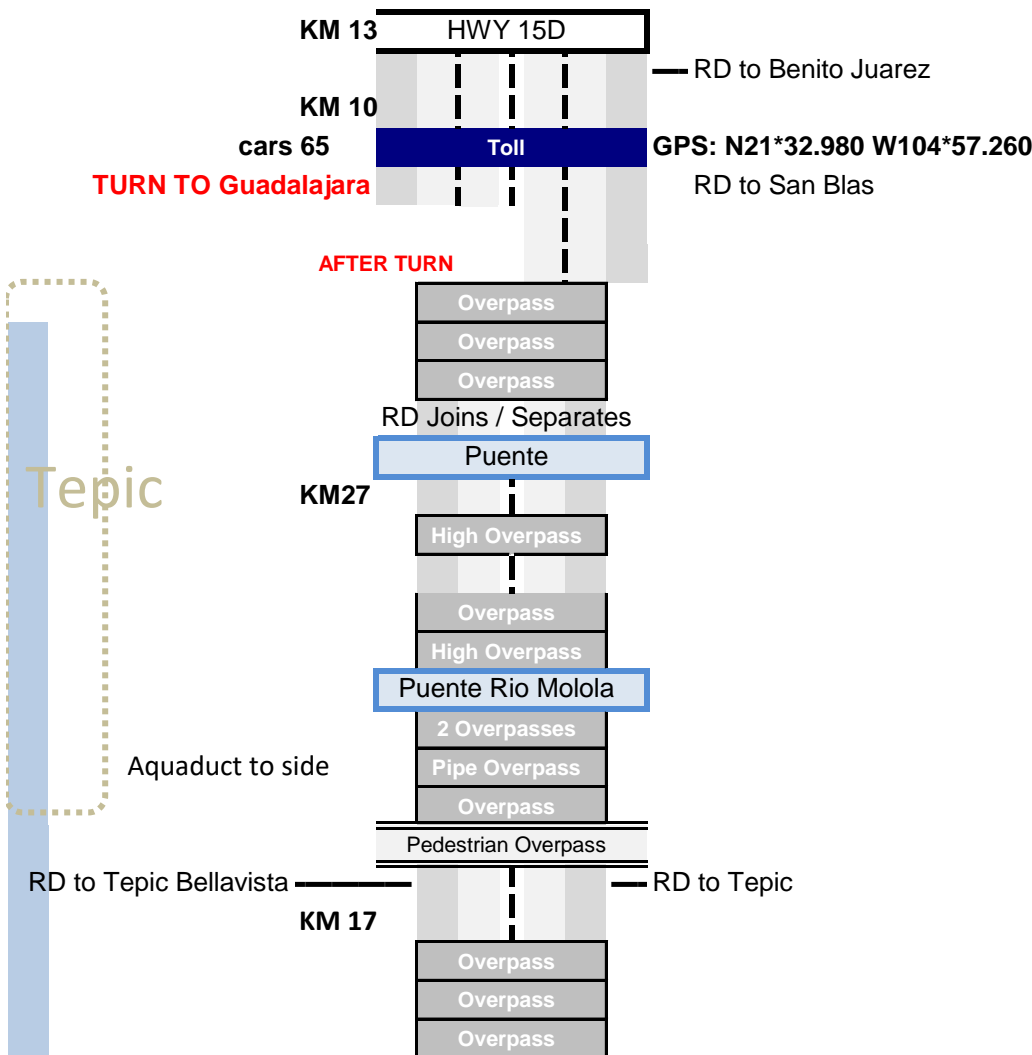 KM 13 HWY 15D
RD to Benito Juarez
KM 10
cars 65 Toll GPS: N21*32.980 W104*57.260
TURN TO Guadalajara RD to San Blas
AFTER TURN
Overpass
Overpass
Overpass
RD Joins / Separates
Puente
Tepic
KM27
High Overpass
Overpass
High Overpass
Puente Rio Molola
2 Overpasses
Aquaduct to side Pipe Overpass
Overpass
Pedestrian Overpass
RD to Tepic Bellavista RD to Tepic
KM 17
Overpass
Overpass
Overpass